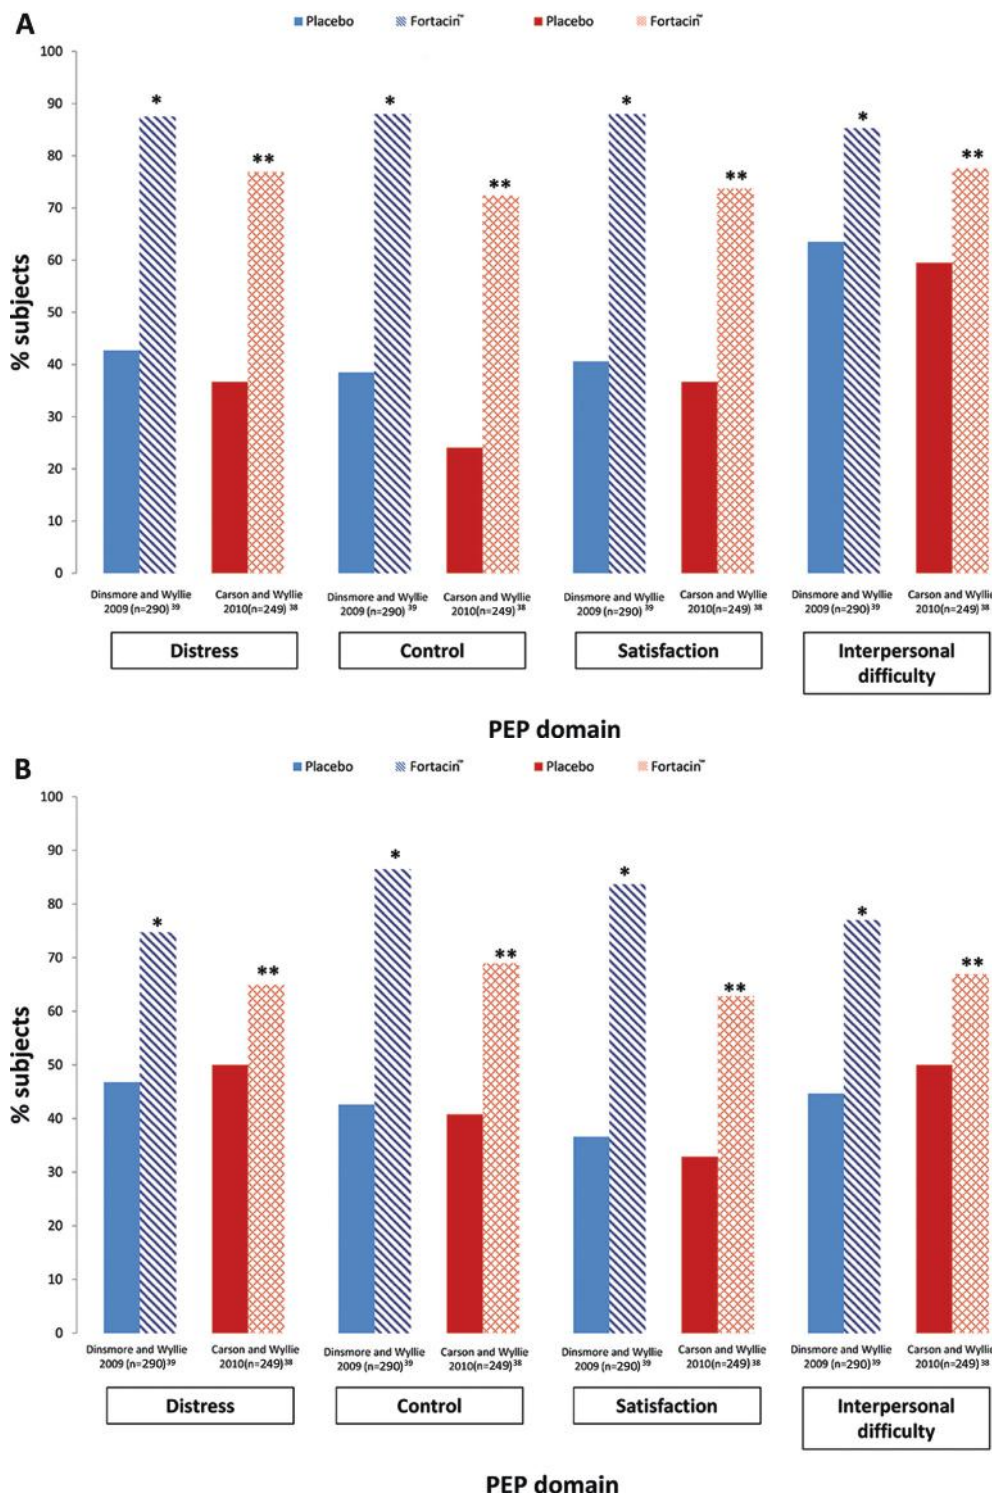 A
Placebo Fortacin™ Placebo Fortacin™
100
90
80
70
60
50
40
30
20
10
0
% subjects
* ** * ** * ** * **
Dinsmore and Wyllie 2009 (n=290) 39
Carson and Wyllie 2010(n=249) 38
Dinsmore and Wyllie 2009 (n=290) 39
Carson and Wyllie 2010(n=249) 38
Dinsmore and Wyllie 2009 (n=290) 39
Carson and Wyllie 2010(n=249) 38
Dinsmore and Wyllie 2009 (n=290) 39
Carson and Wyllie 2010(n=249) 38
Distress
Control
Satisfaction
Interpersonal
difficulty
PEP domain
B
Placebo Fortacin™ Placebo Fortacin™
100
90
80
70
60
50
40
30
20
10
0
% subjects
* ** * ** * ** * **
Dinsmore and Wyllie 2009 (n=290)39
Carson and Wyllie 2010(n=249)38
Dinsmore and Wyllie 2009 (n=290)39
Carson and Wyllie 2010(n=249)38
Dinsmore and Wyllie 2009 (n=290)39
Carson and Wyllie 2010(n=249)38
Dinsmore and Wyllie 2009 (n=290)39
Carson and Wyllie 2010(n=249)38
Distress
Control
Satisfaction
Interpersonal
difficulty
PEP domain